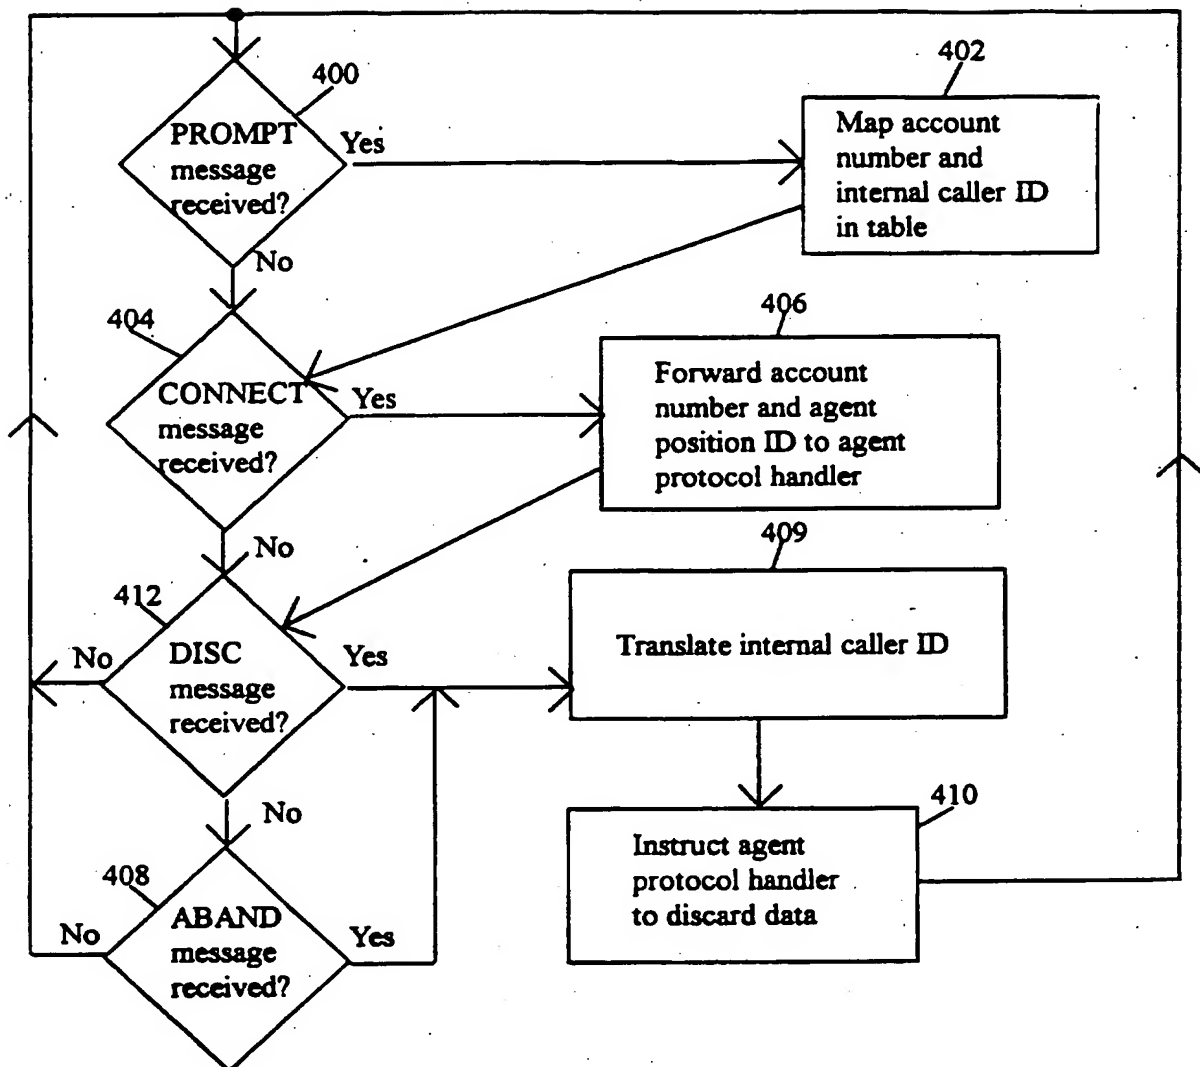 400
PROMPT
message
received?
Yes
No
402
Map account
number and
internal caller ID
in table
404
CONNECT
message
received?
Yes
No
406
Forward account
number and agent
position ID to agent
protocol handler
412
DISC
message
received?
No
Yes
No
409
Translate internal caller ID
410
Instruct agent
protocol handler
to discard data
408
ABAND
message
received?
No
Yes